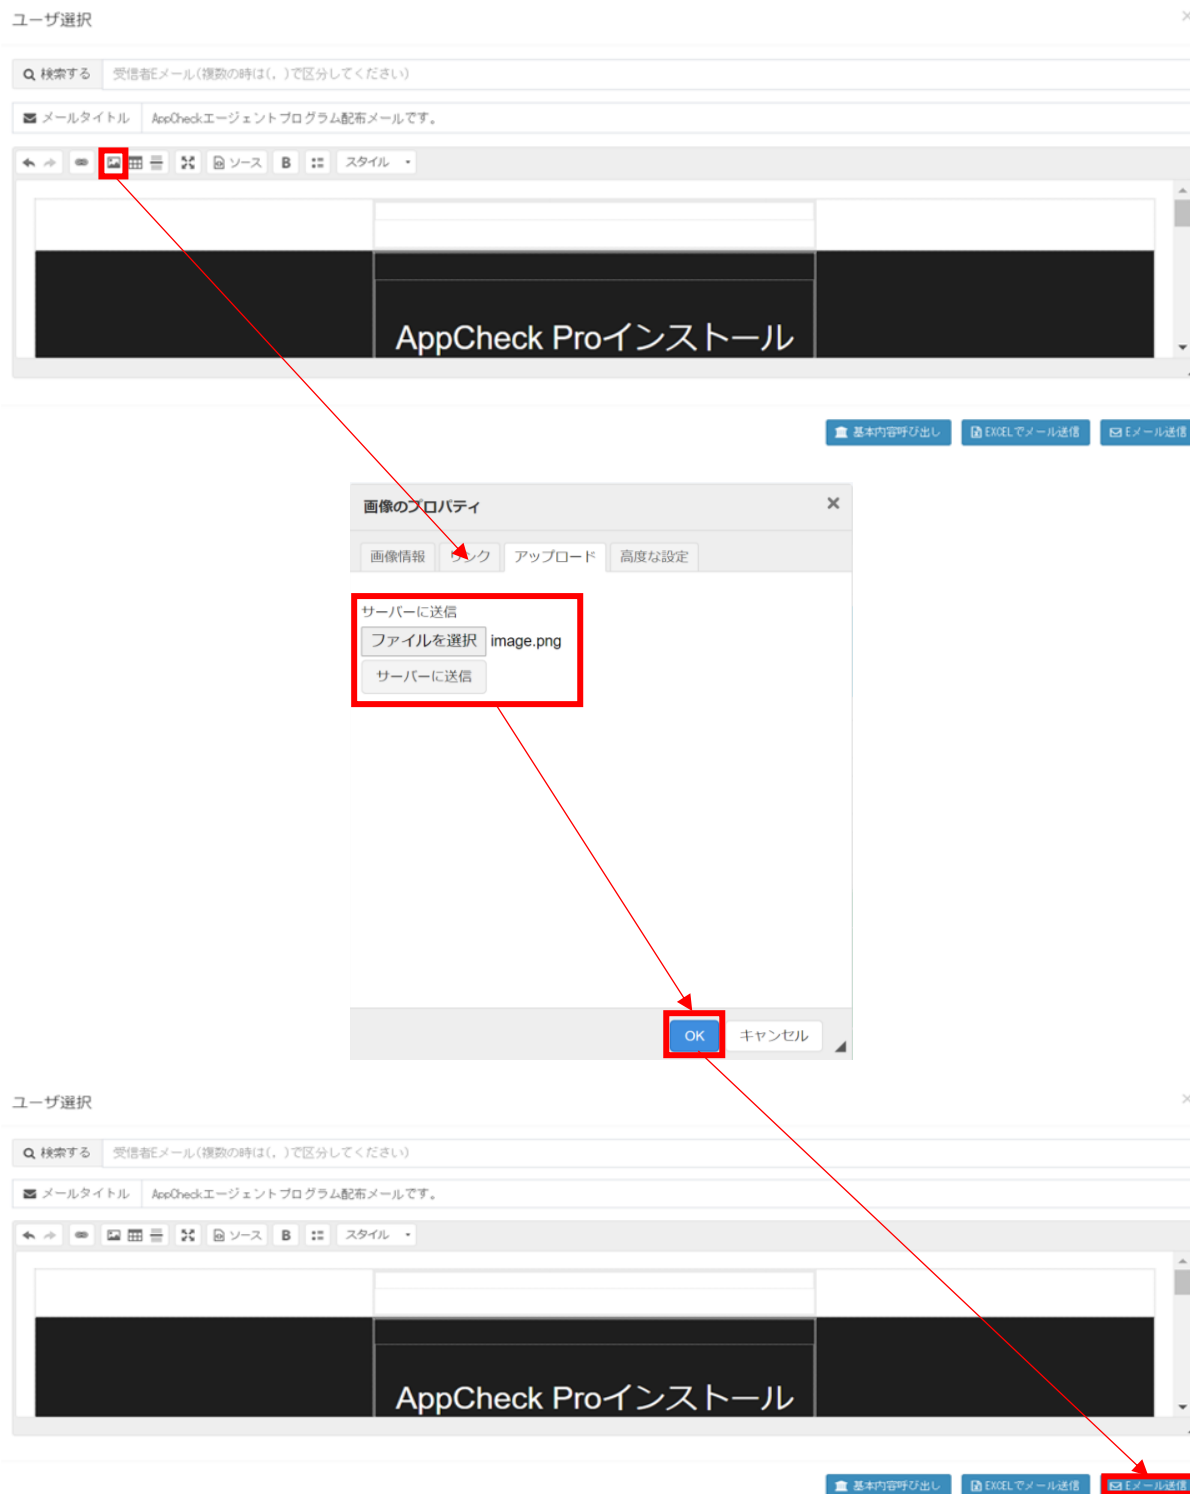 ユーザ選択
×
検索する 受信者Eメール(複数の時は(, )で区分してください)
メールタイトル AppCheckエージェントプログラム配布メールです。
ソース B スタイル
AppCheck Proインストール
基本内容呼び出し EXCELでメール送信 Eメール送信
画像のプロパティ ×
画像情報 リンク アップロード 高度な設定
サーバーに送信
ファイルを選択 image.png
サーバーに送信
OK キャンセル
ユーザ選択
×
検索する 受信者Eメール(複数の時は(, )で区分してください)
メールタイトル AppCheckエージェントプログラム配布メールです。
ソース B スタイル
AppCheck Proインストール
基本内容呼び出し EXCELでメール送信 Eメール送信